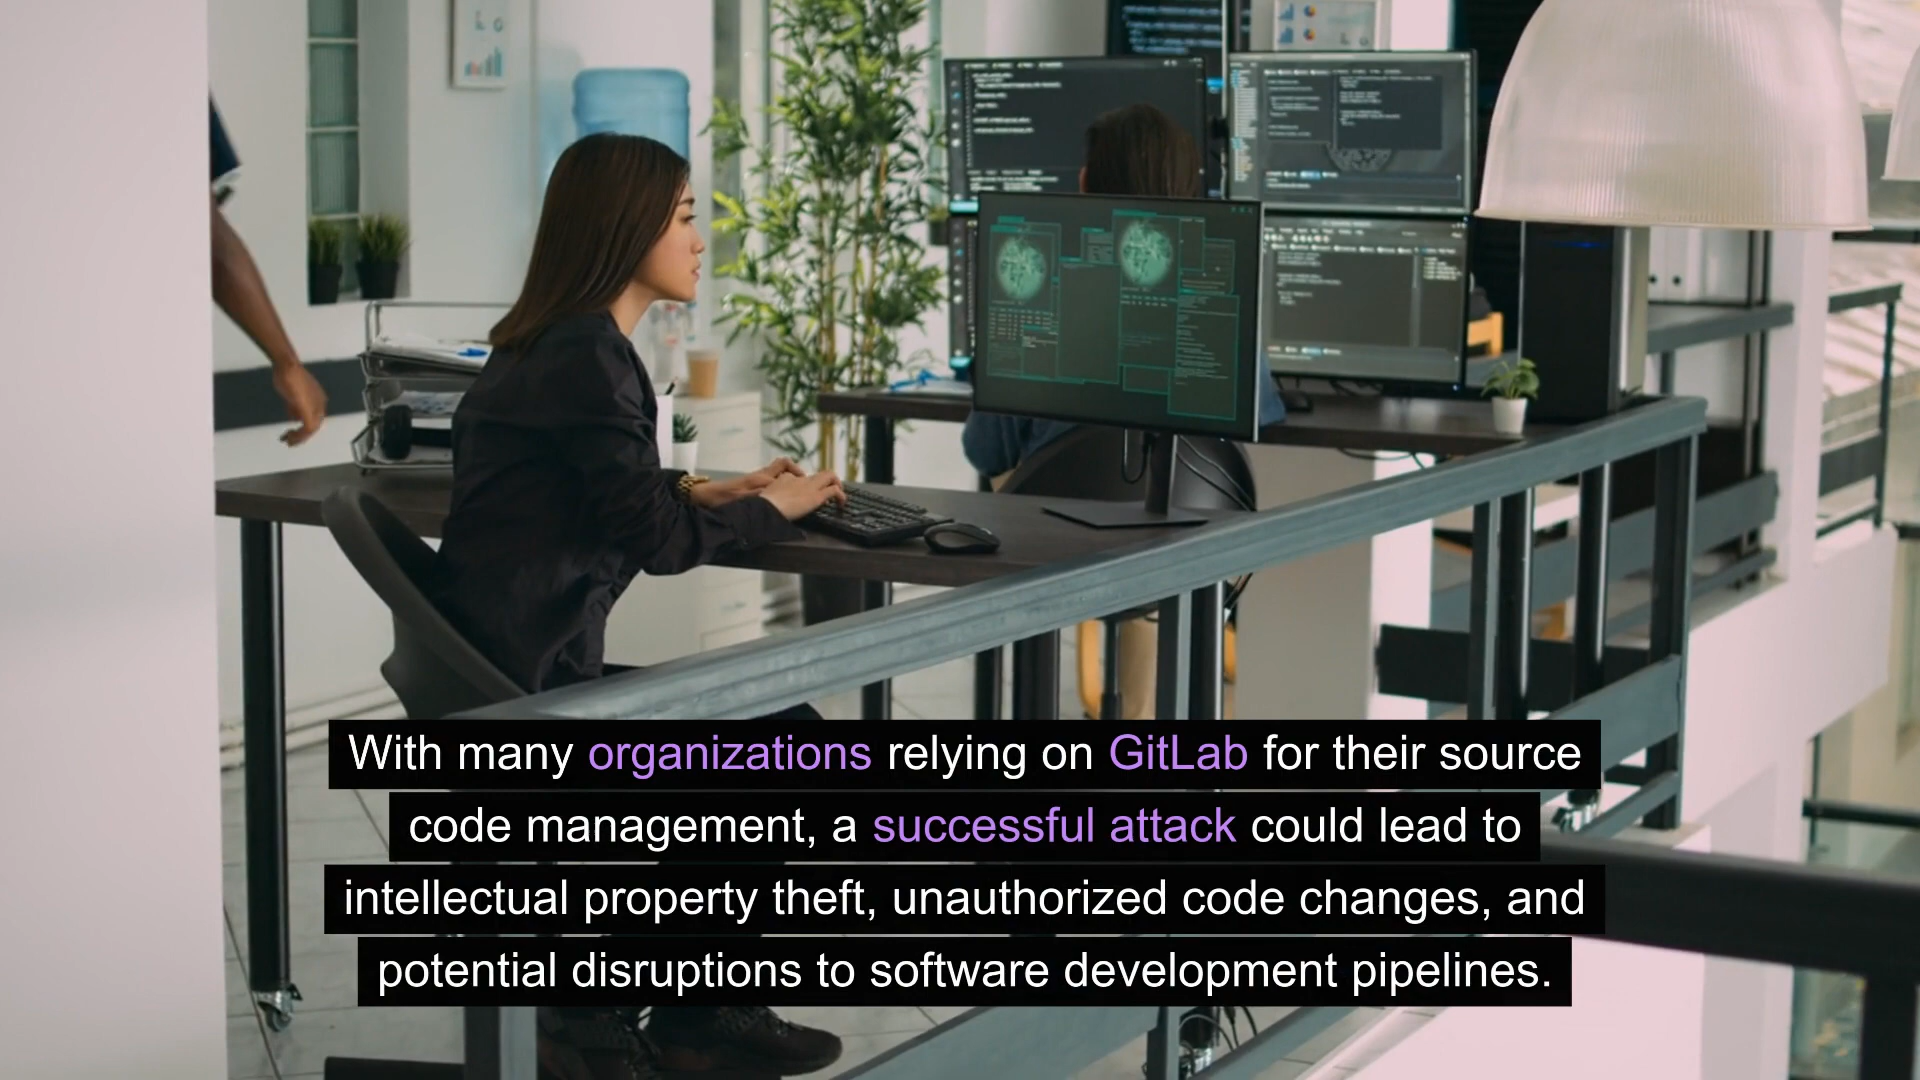 With many organizations relying on GitLab for their source
code management, a successful attack could lead to
intellectual property theft, unauthorized code changes, and
potential disruptions to software development pipelines.